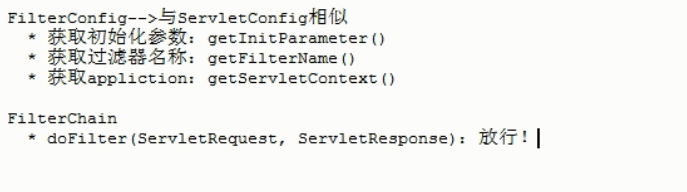 FilterConfig-->与ServletConfig相似
* 获取初始化参数：getInitParameter()
* 获取过滤器名称：getFilterName()
* 获取appliction：getServletContext()
FilterChain
* doFilter(ServletRequest, ServletResponse)：放行！